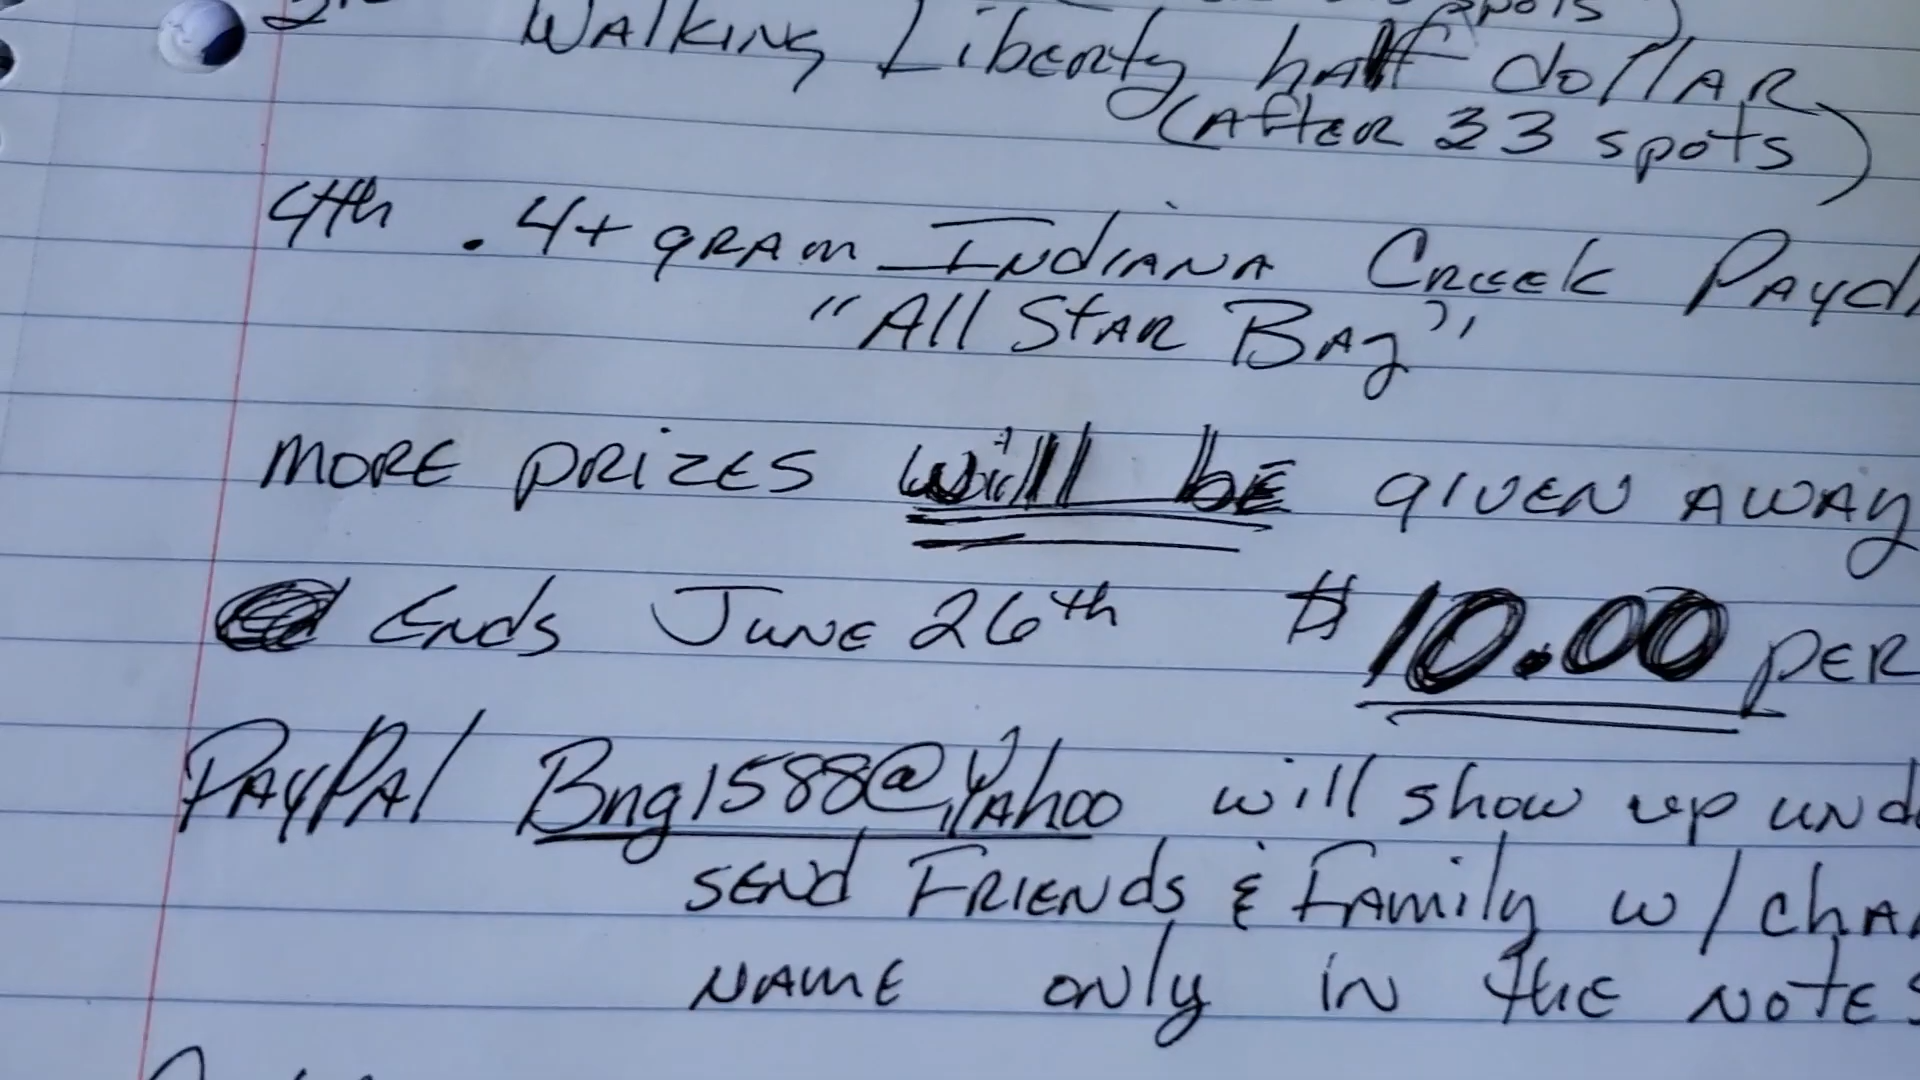 spots)
Walking Liberty half dollar
(After 33 spots)
4th .4+ gram Indiana Creek Payd
"All Star Bag"
more prizes will be given away
Ends June 26th $10.00 per
PayPal Bng1588@Yahoo will show up und
send Friends & Family w/ cha
name only in the notes